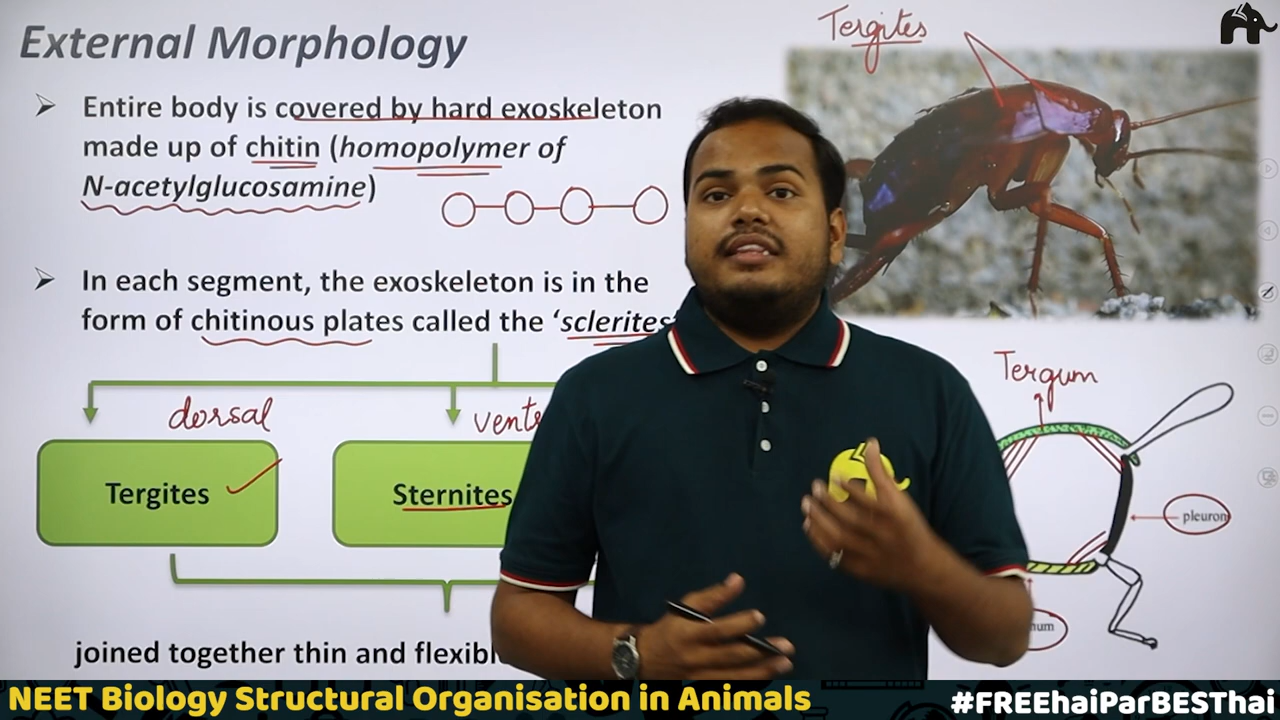 External Morphology
Tergites
Entire body is covered by hard exoskeleton
made up of chitin (homopolymer of
N-acetylglucosamine)
In each segment, the exoskeleton is in the
form of chitinous plates called the ‘sclerites’
dorsal
Tergum
Tergites
Sternites
pleuron
joined together thin and
NEET Biology Structural Organisation in Animals
#FREEhaiParBESThai